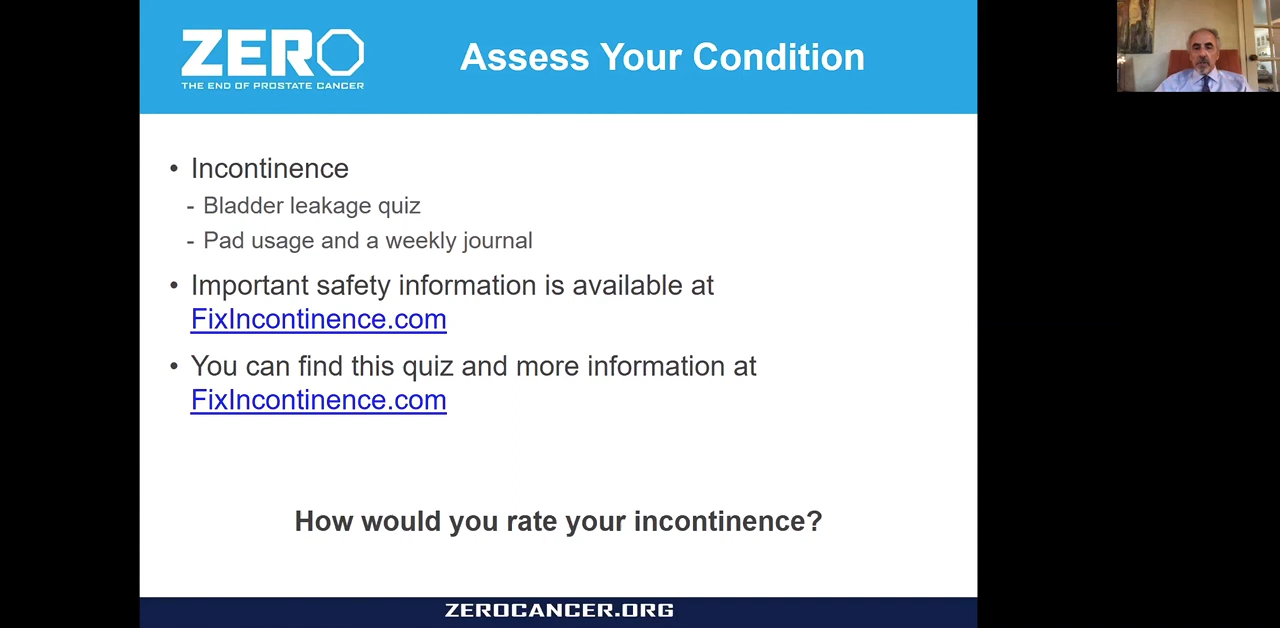 ZERO
THE END OF PROSTATE CANCER
Assess Your Condition
• Incontinence
- Bladder leakage quiz
- Pad usage and a weekly journal
• Important safety information is available at
FixIncontinence.com
• You can find this quiz and more information at
FixIncontinence.com
How would you rate your incontinence?
ZEROCANCER.ORG